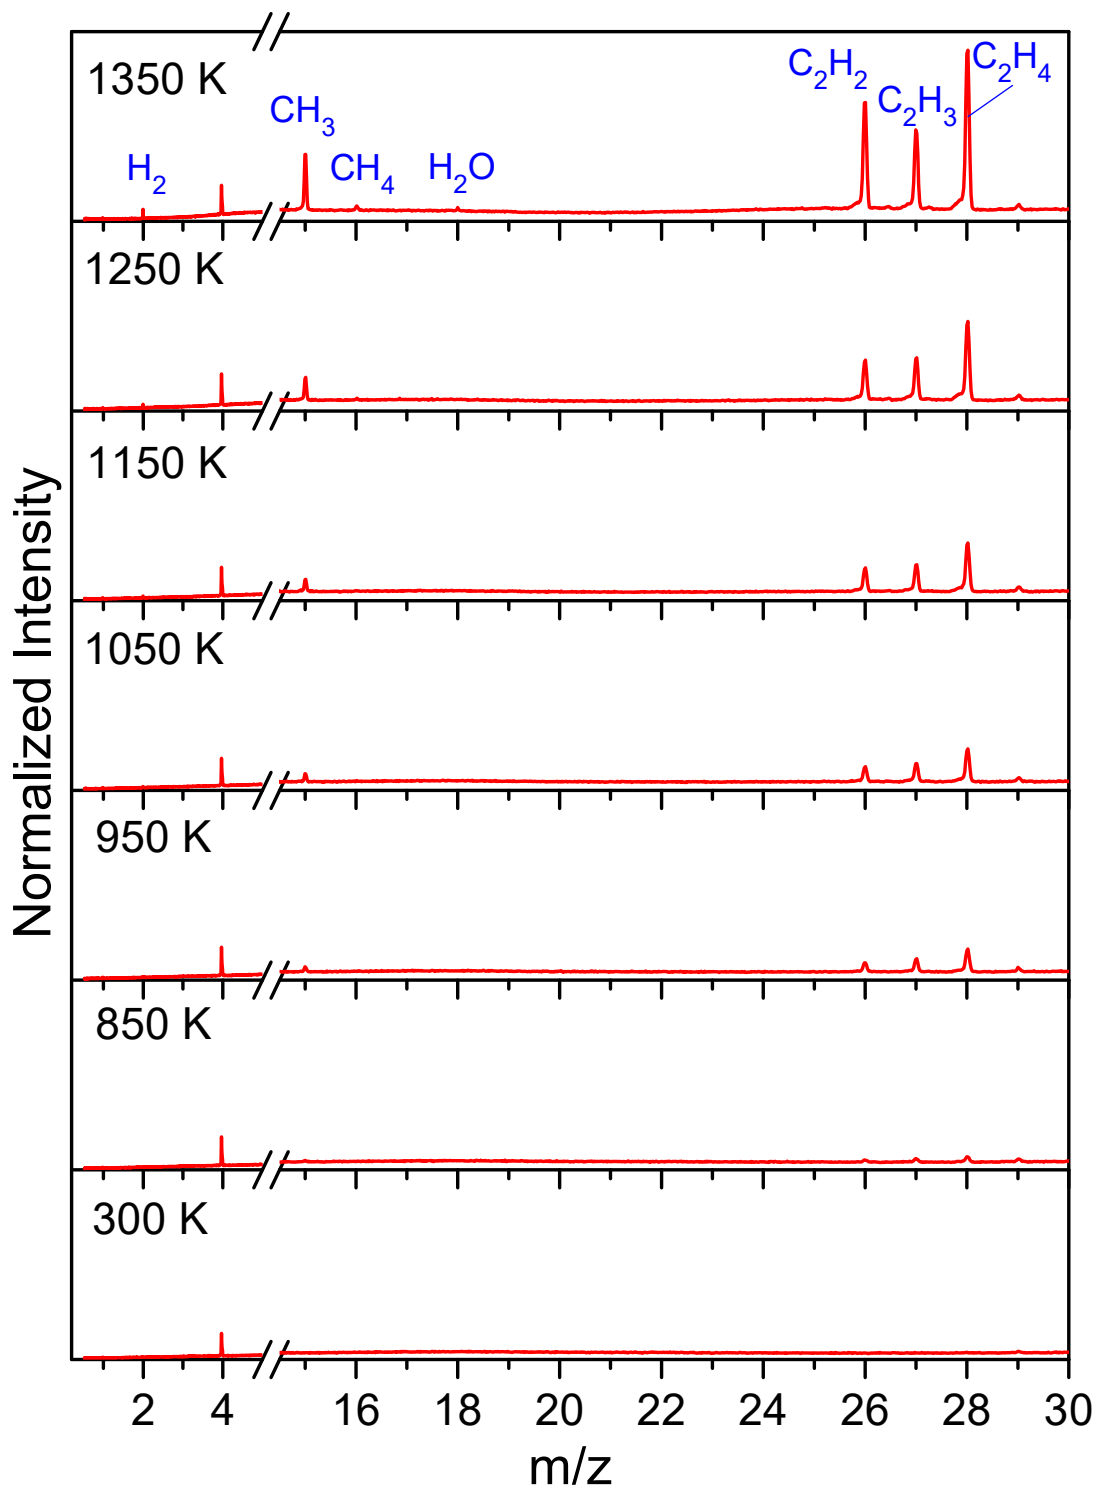 1350 K
H₂
CH₃
CH₄
H₂O
C₂H₂
C₂H₃
C₂H₄
1250 K
1150 K
1050 K
950 K
850 K
300 K
Normalized Intensity
2 4 16 18 20 22 24 26 28 30
m/z